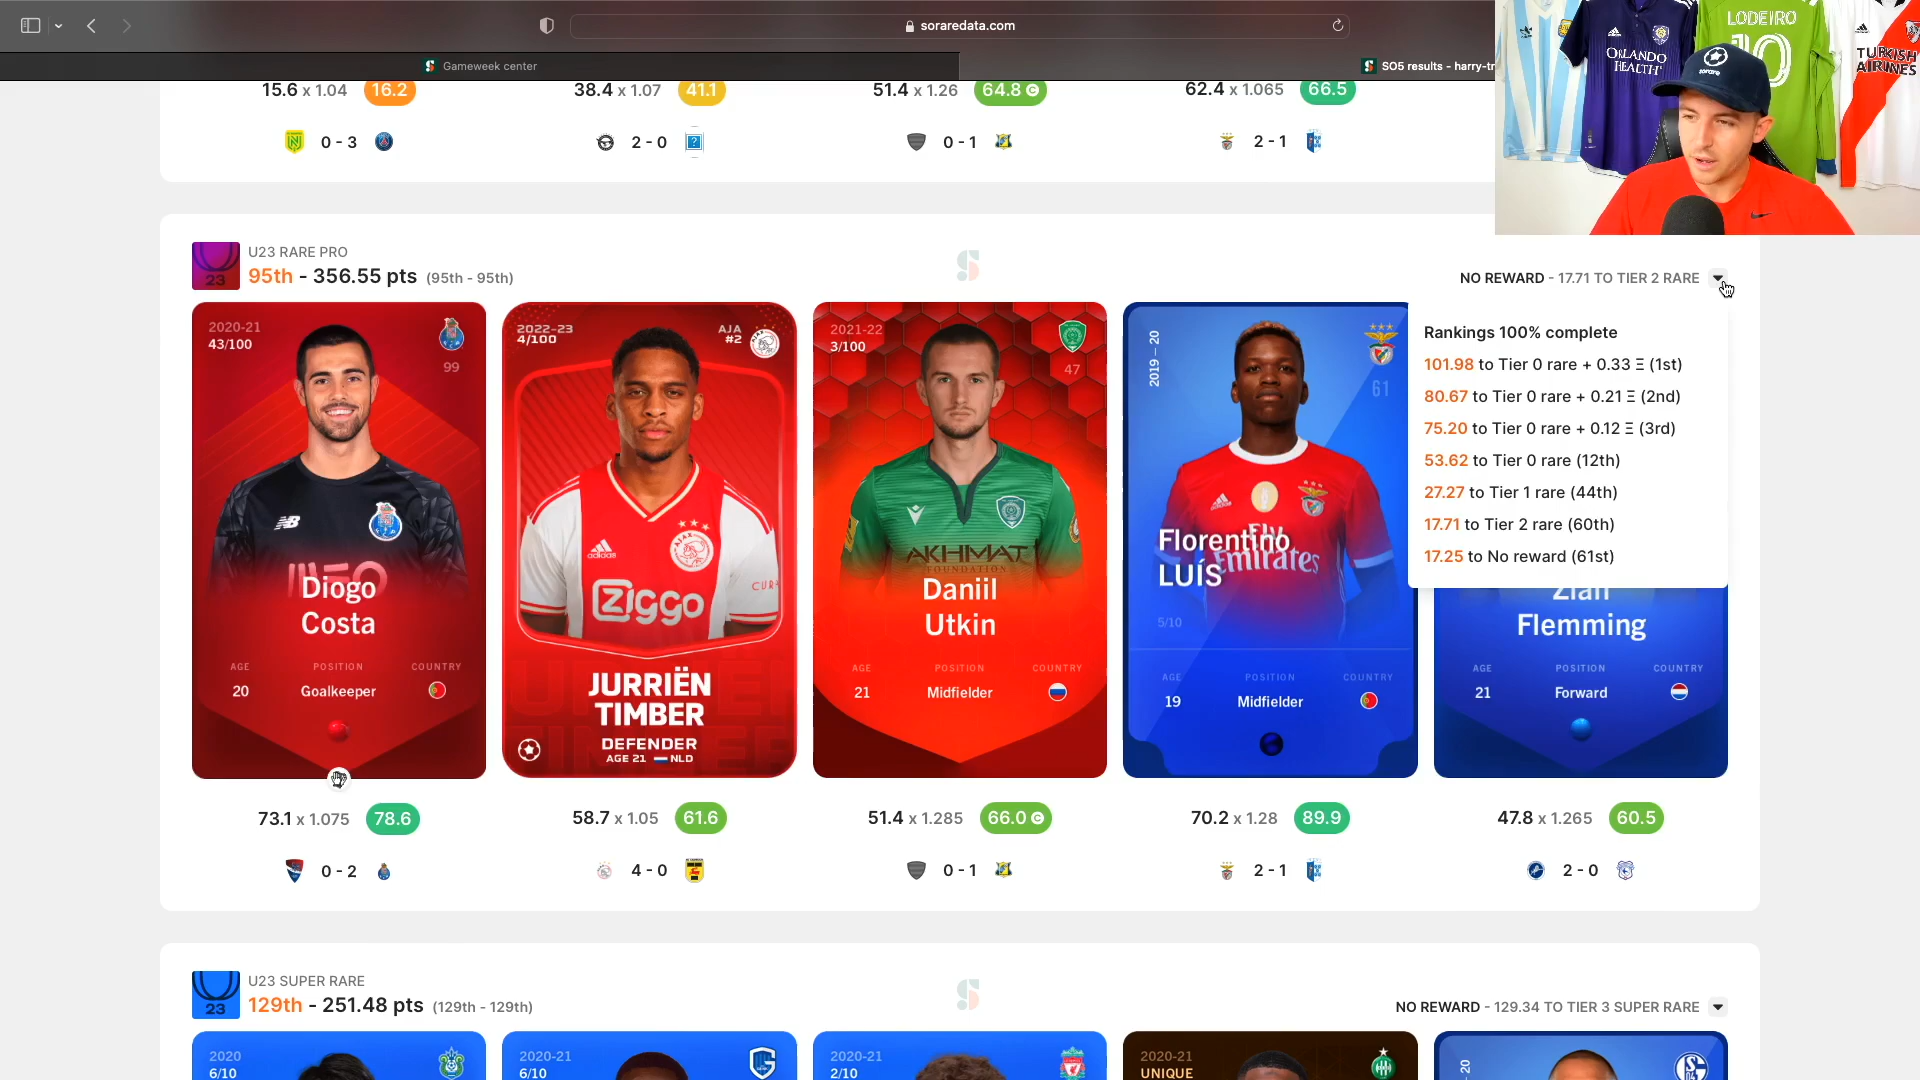 soraredata.com
Gameweek center
SO5 results - harry-tr
LODEIRO
10
ORLANDO
HEALTH
TURKISH
AIRLINES
sorare
15.6 x 1.04 16.2
38.4 x 1.07 41.1
51.4 x 1.26 64.8 C
62.4 x 1.065 66.5
0 - 3
2 - 0
?
0 - 1
2 - 1
U23 RARE PRO
23
95th - 356.55 pts (95th - 95th)
NO REWARD - 17.71 TO TIER 2 RARE
Rankings 100% complete
101.98 to Tier 0 rare + 0.33 Ξ (1st)
80.67 to Tier 0 rare + 0.21 Ξ (2nd)
75.20 to Tier 0 rare + 0.12 Ξ (3rd)
53.62 to Tier 0 rare (12th)
27.27 to Tier 1 rare (44th)
17.71 to Tier 2 rare (60th)
17.25 to No reward (61st)
2020-21
43/100
99
NB
Diogo
Costa
AGE POSITION COUNTRY
20 Goalkeeper
2022-23
4/100
AJA
#2
adidas
Ziggo
JURRIËN
TIMBER
DEFENDER
AGE 21 NLD
2021-22
3/100
47
AKHMAT
FOUNDATION
Daniil
Utkin
AGE POSITION COUNTRY
21 Midfielder
2019 - 20
61
Fly
Emirates
Florentino
LUÍS
5/10
AGE POSITION COUNTRY
19 Midfielder
Zian
Flemming
AGE POSITION COUNTRY
21 Forward
73.1 x 1.075 78.6
58.7 x 1.05 61.6
51.4 x 1.285 66.0 C
70.2 x 1.28 89.9
47.8 x 1.265 60.5
0 - 2
4 - 0
0 - 1
2 - 1
2 - 0
U23 SUPER RARE
23
129th - 251.48 pts (129th - 129th)
NO REWARD - 129.34 TO TIER 3 SUPER RARE
2020
6/10
2020-21
6/10
2020-21
2/10
2020-21
UNIQUE
- 20